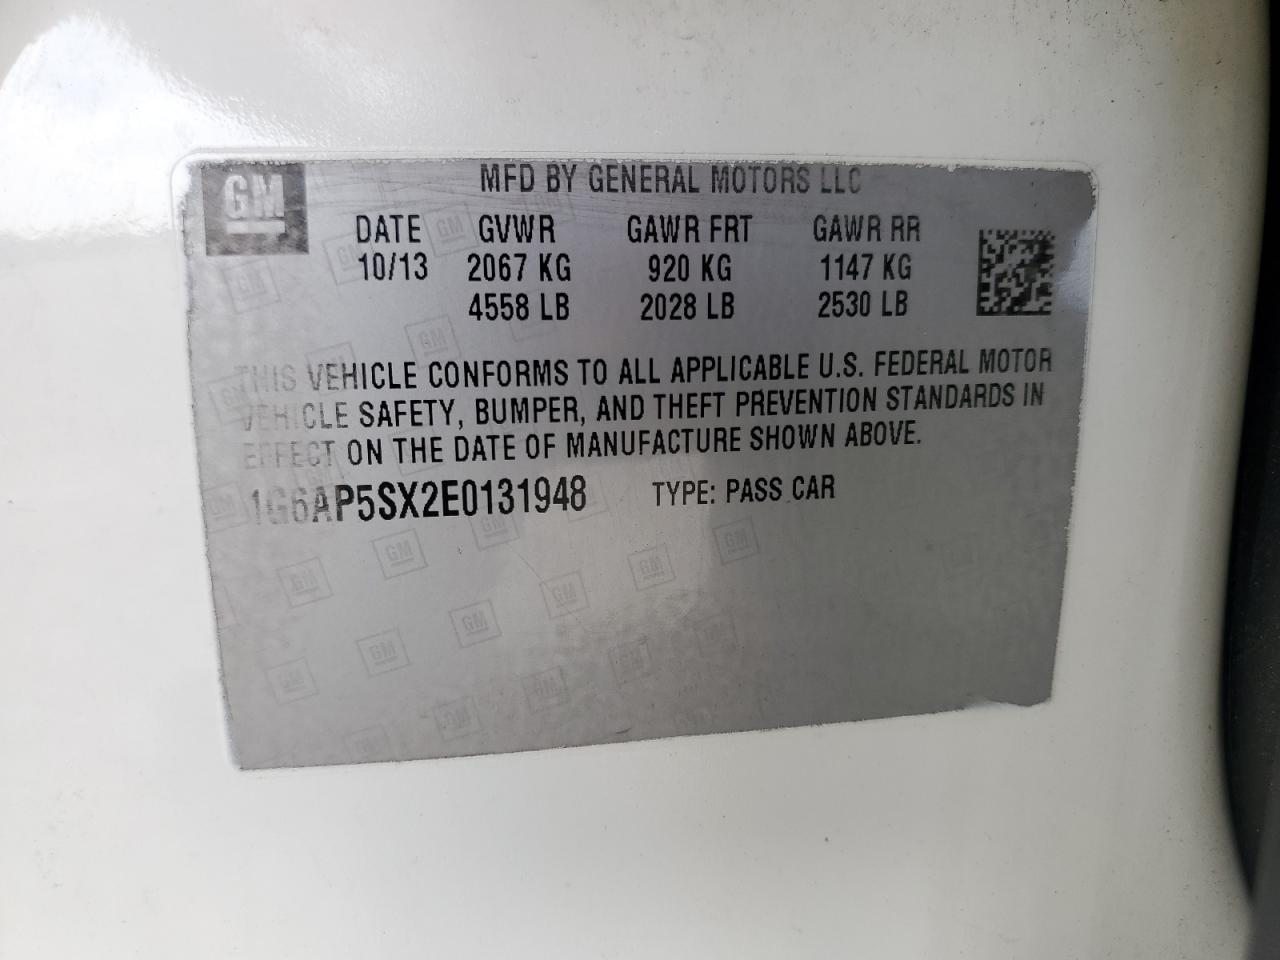 GM
MFD BY GENERAL MOTORS LLC
DATE GVWR GAWR FRT GAWR RR
10/13 2067 KG 920 KG 1147 KG
4558 LB 2028 LB 2530 LB
THIS VEHICLE CONFORMS TO ALL APPLICABLE U.S. FEDERAL MOTOR
VEHICLE SAFETY, BUMPER, AND THEFT PREVENTION STANDARDS IN
EFFECT ON THE DATE OF MANUFACTURE SHOWN ABOVE.
1G6AP5SX2E0131948 TYPE: PASS CAR